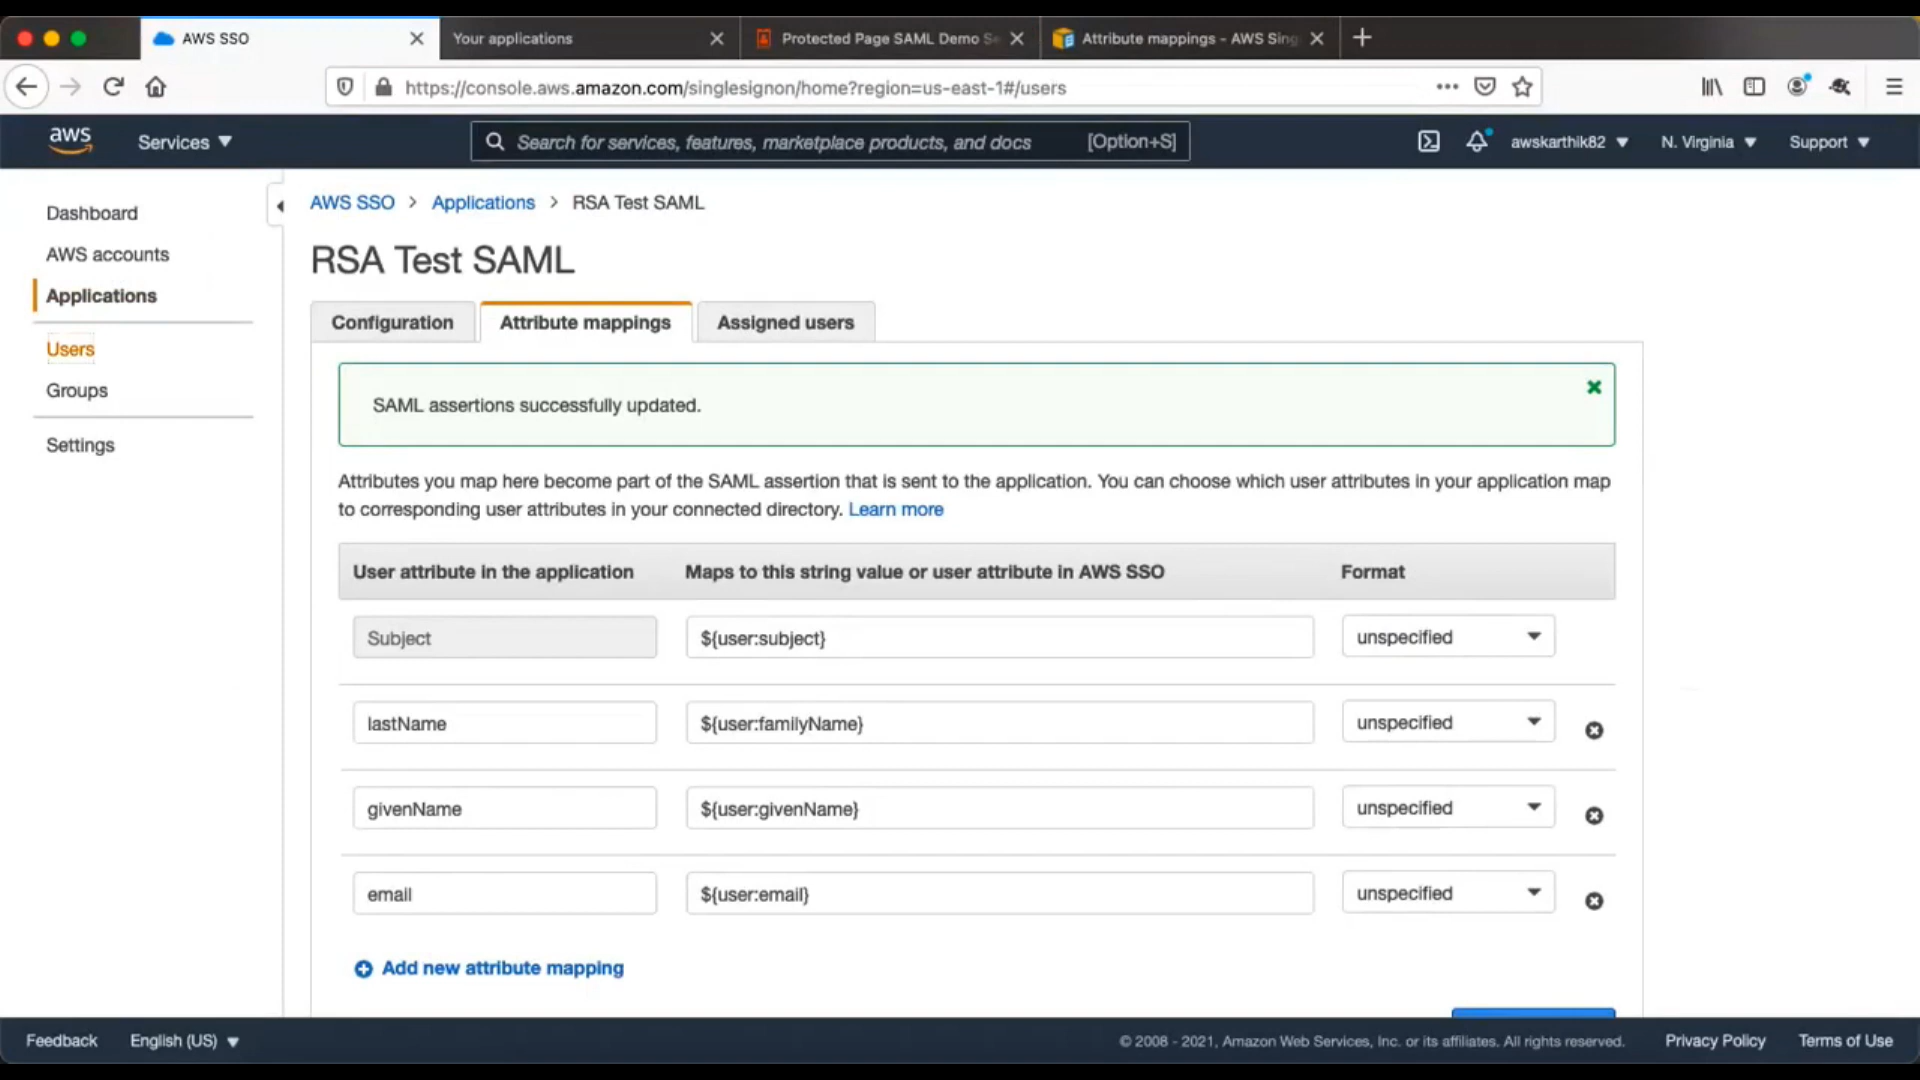 AWS SSO
Your applications
Protected Page SAML Demo S
Attribute mappings - AWS Sing
https://console.aws.amazon.com/singlesignon/home?region=us-east-1#/users
aws
Services
Search for services, features, marketplace products, and docs
[Option+S]
awskarthik82
N. Virginia
Support
Dashboard
AWS accounts
Applications
Users
Groups
Settings
AWS SSO > Applications > RSA Test SAML
RSA Test SAML
Configuration
Attribute mappings
Assigned users
SAML assertions successfully updated.
Attributes you map here become part of the SAML assertion that is sent to the application. You can choose which user attributes in your application map
to corresponding user attributes in your connected directory. Learn more
User attribute in the application
Maps to this string value or user attribute in AWS SSO
Format
Subject
${user:subject}
unspecified
lastName
${user:familyName}
unspecified
givenName
${user:givenName}
unspecified
email
${user:email}
unspecified
Add new attribute mapping
Feedback
English (US)
© 2008 - 2021, Amazon Web Services, Inc. or its affiliates. All rights reserved.
Privacy Policy
Terms of Use